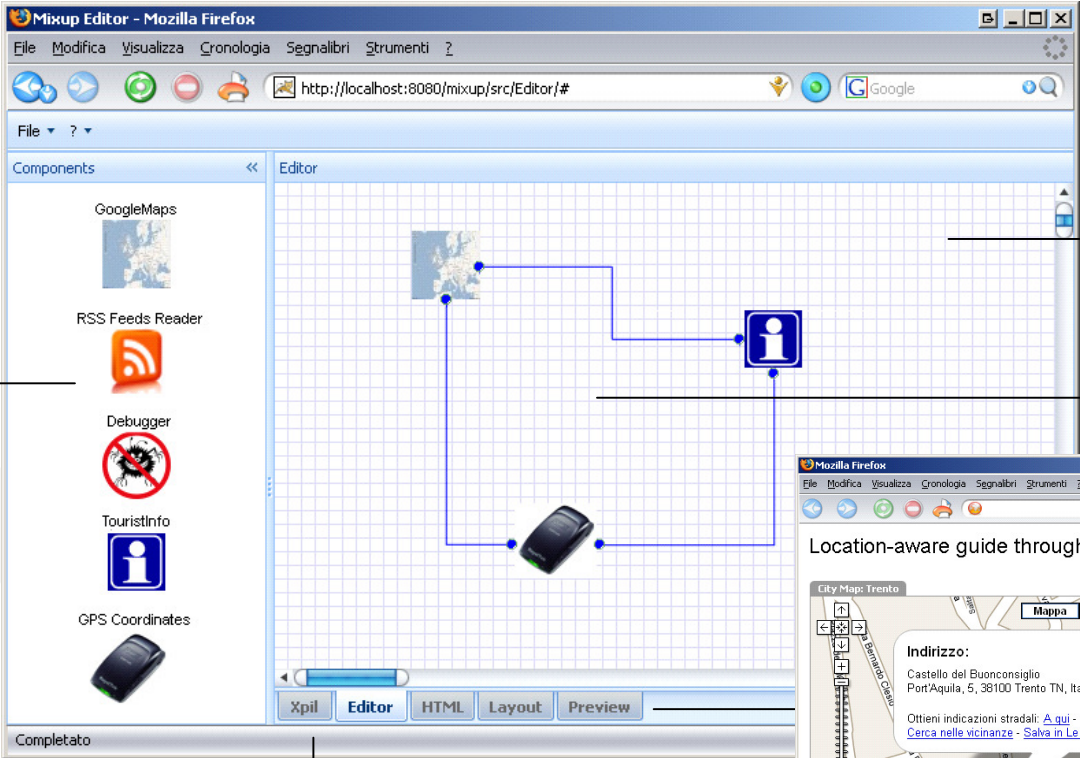 Mixup Editor - Mozilla Firefox
File Modifica Visualizza Cronologia Segnalibri Strumenti ?
http://localhost:8080/mixup/src/Editor/#
G Google
File ?
Components
Editor
GoogleMaps
RSS Feeds Reader
Debugger
TouristInfo
GPS Coordinates
Xpil Editor HTML Layout Preview
Completato
Mozilla Firefox
File Modifica Visualizza Cronologia Segnalibri Strumenti ?
Location-aware guide through
City Map: Trento
Mappa
Bernardo Clesio
Indirizzo:
Castello del Buonconsiglio
Port'Aquila, 5, 38100 Trento TN, Ita
Ottieni indicazioni stradali: A qui -
Cerca nelle vicinanze - Salva in Le